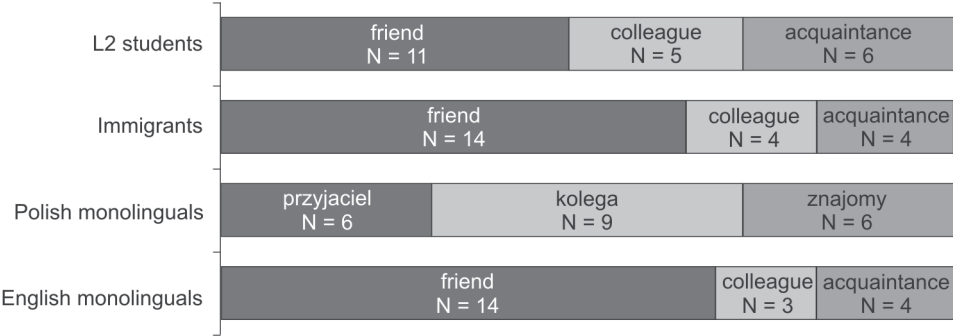 L2 students
friend
N = 11
colleague
N = 5
acquaintance
N = 6
Immigrants
friend
N = 14
colleague
N = 4
acquaintance
N = 4
Polish monolinguals
przyjaciel
N = 6
kolega
N = 9
znajomy
N = 6
English monolinguals
friend
N = 14
colleague
N = 3
acquaintance
N = 4